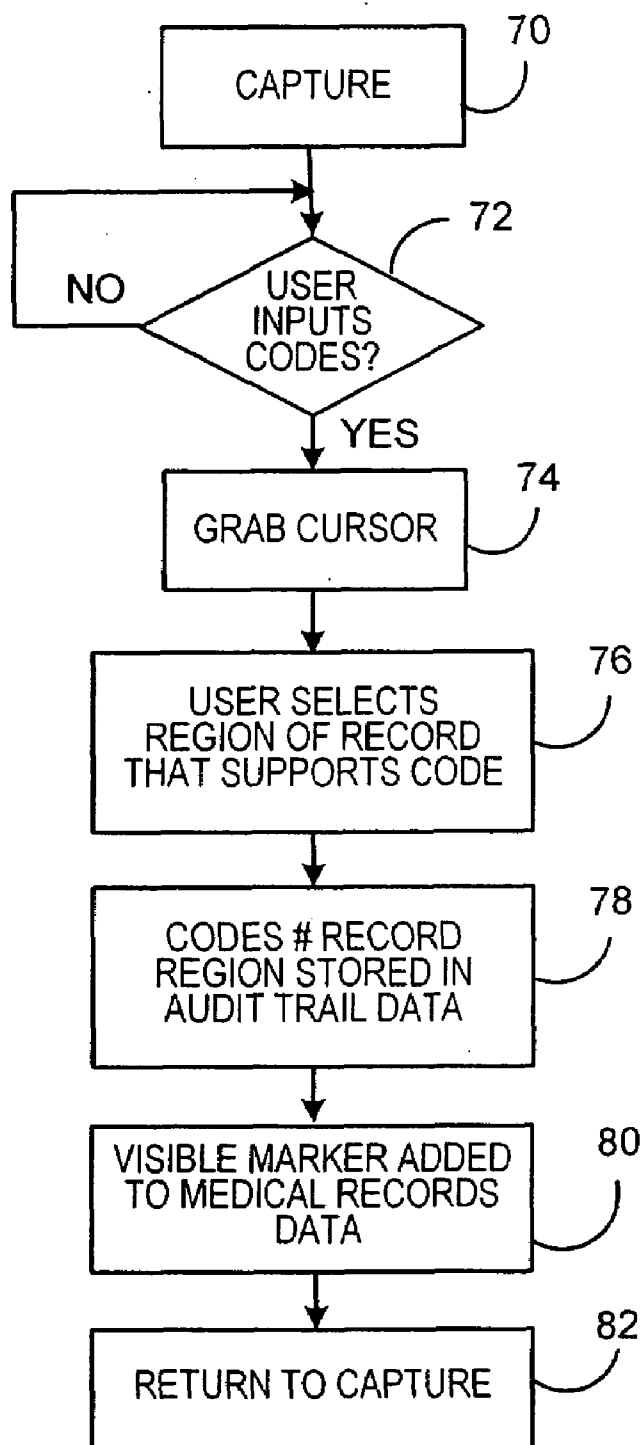 70
CAPTURE
72
NO
USER
INPUTS
CODES?
YES
74
GRAB CURSOR
76
USER SELECTS
REGION OF RECORD
THAT SUPPORTS CODE
78
CODES # RECORD
REGION STORED IN
AUDIT TRAIL DATA
80
VISIBLE MARKER ADDED
TO MEDICAL RECORDS
DATA
82
RETURN TO CAPTURE